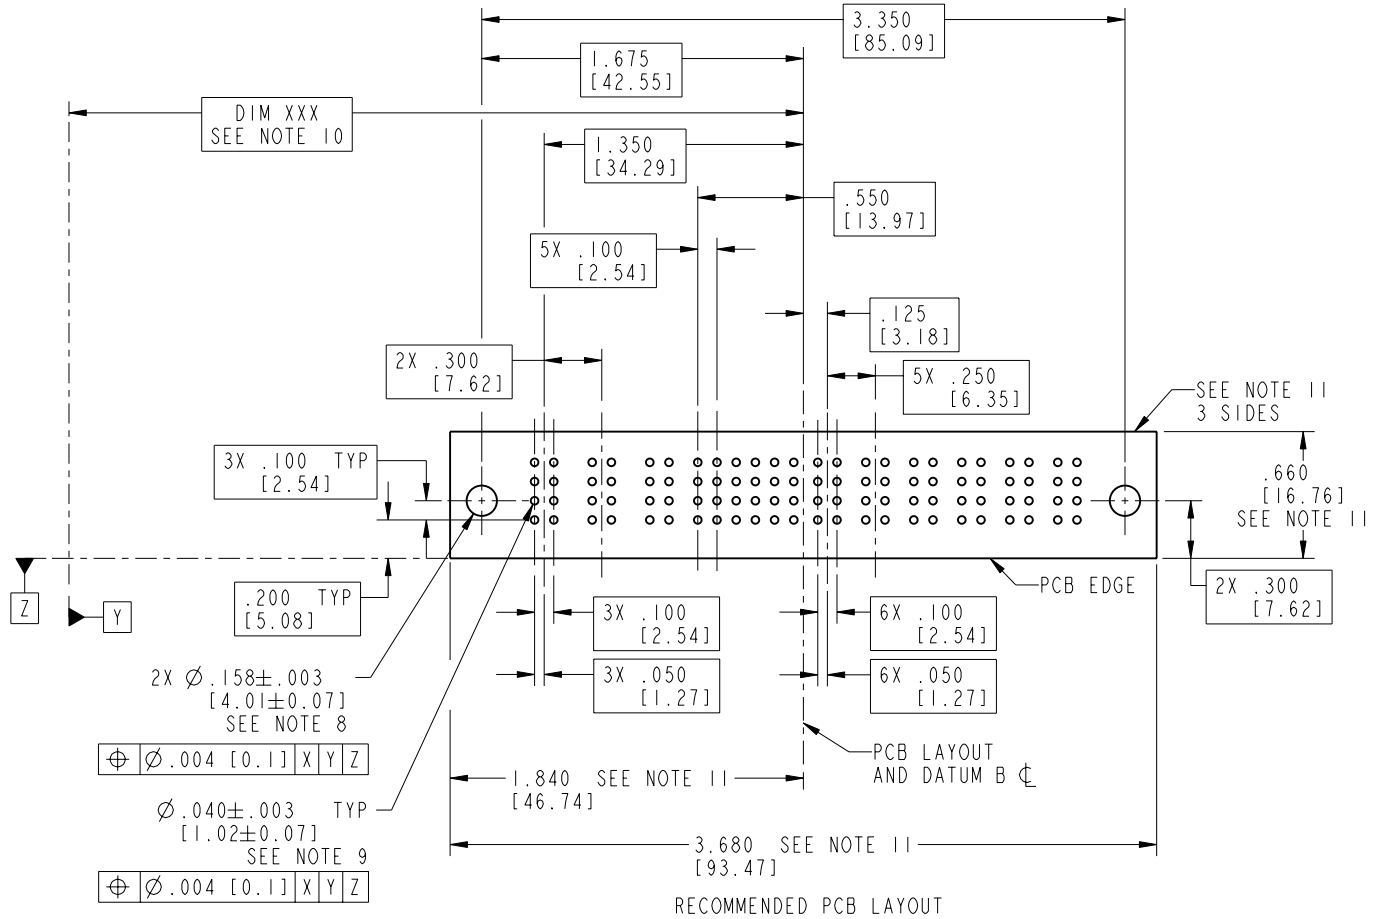 3.350
[85.09]
1.675
[42.55]
DIM XXX
SEE NOTE 10
1.350
[34.29]
.550
[13.97]
5X .100
[2.54]
.125
[3.18]
2X .300
[7.62]
5X .250
[6.35]
SEE NOTE 11
3 SIDES
3X .100 TYP
[2.54]
.660
[16.76]
SEE NOTE 11
PCB EDGE
2X .300
[7.62]
Z
Y
.200 TYP
[5.08]
3X .100
[2.54]
6X .100
[2.54]
3X .050
[1.27]
6X .050
[1.27]
2X Ø.158±.003
[4.01±0.07]
SEE NOTE 8
⌖ Ø.004 [0.1] X Y Z
PCB LAYOUT
AND DATUM B ℄
1.840 SEE NOTE 11
[46.74]
Ø.040±.003 TYP
[1.02±0.07]
SEE NOTE 9
⌖ Ø.004 [0.1] X Y Z
3.680 SEE NOTE 11
[93.47]
RECOMMENDED PCB LAYOUT